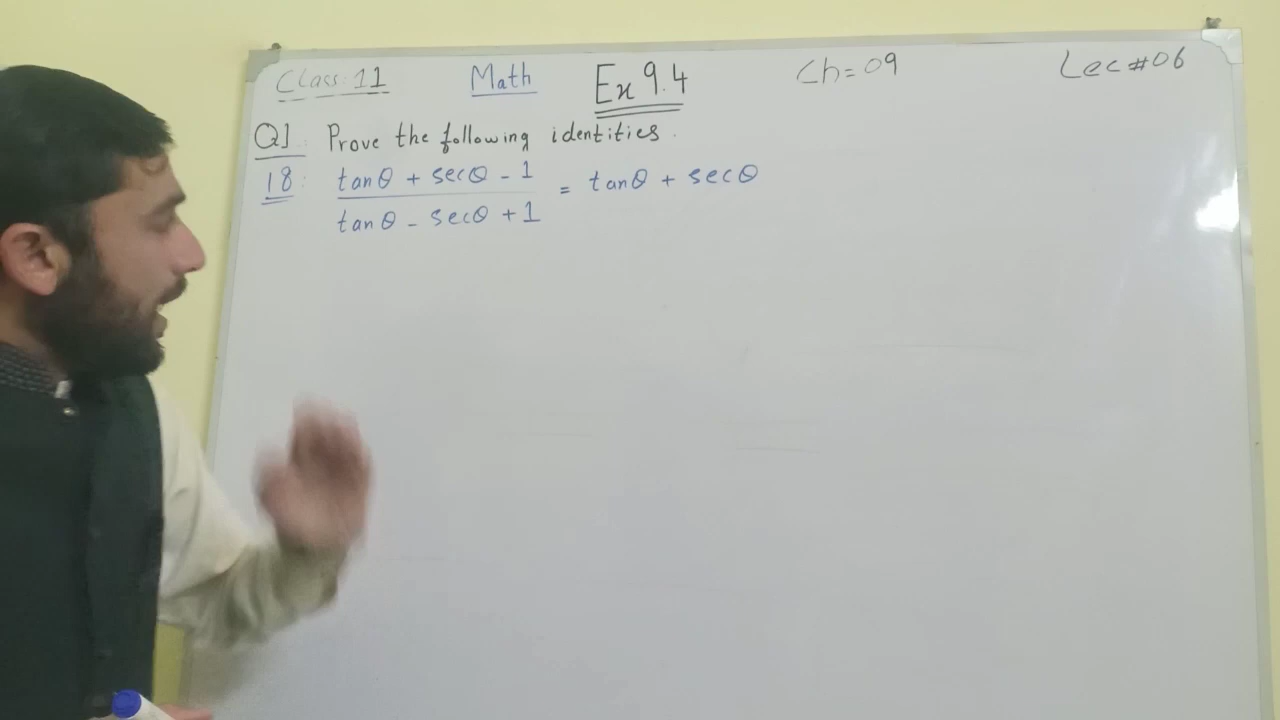 Class: 11 Math Ex 9.4 Ch = 09 Lec # 06
Q1: Prove the following identities.
18: tanθ + secθ - 1
= tanθ + secθ
tanθ - secθ + 1